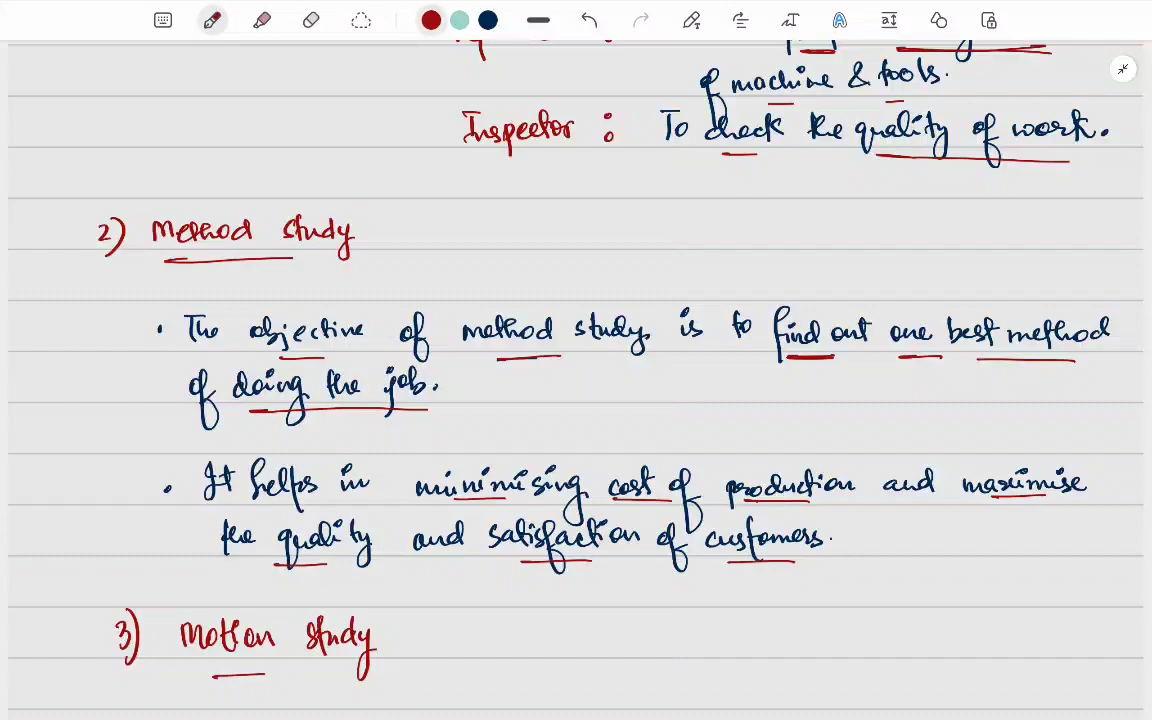 of machine & tools.
Inspector : To check the quality of work.
2) Method study
• The objective of method study is to find out one best method
of doing the job.
• It helps in minimising cost of production and maximise
the quality and satisfaction of customers.
3) Motion study